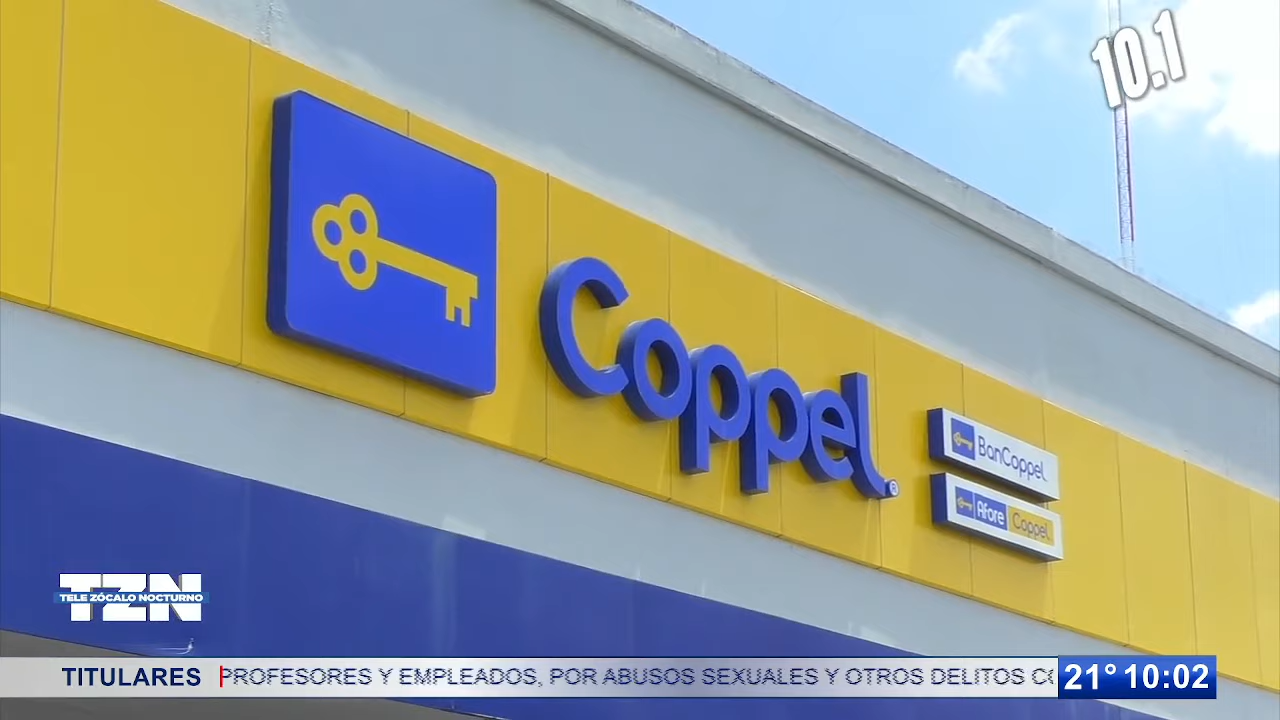 10.1
Coppel®
BanCoppel
Afore Coppel
TZN
TELE ZÓCALO NOCTURNO
TITULARES PROFESORES Y EMPLEADOS, POR ABUSOS SEXUALES Y OTROS DELITOS 21° 10:02